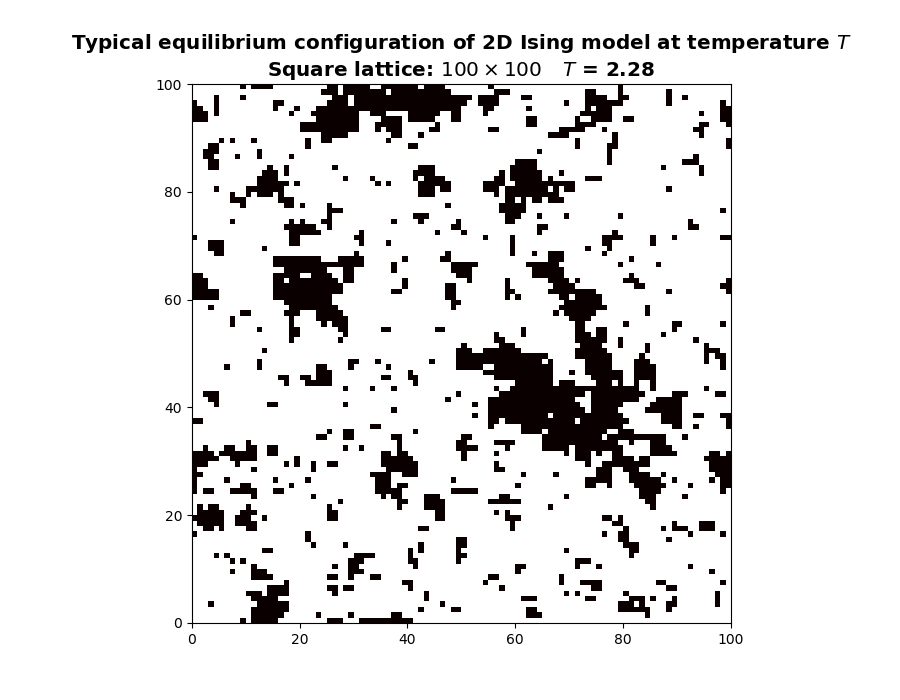 Typical equilibrium configuration of 2D Ising model at temperature T
Square lattice: 100 × 100 T = 2.28
100
80
60
40
20
0
0 20 40 60 80 100